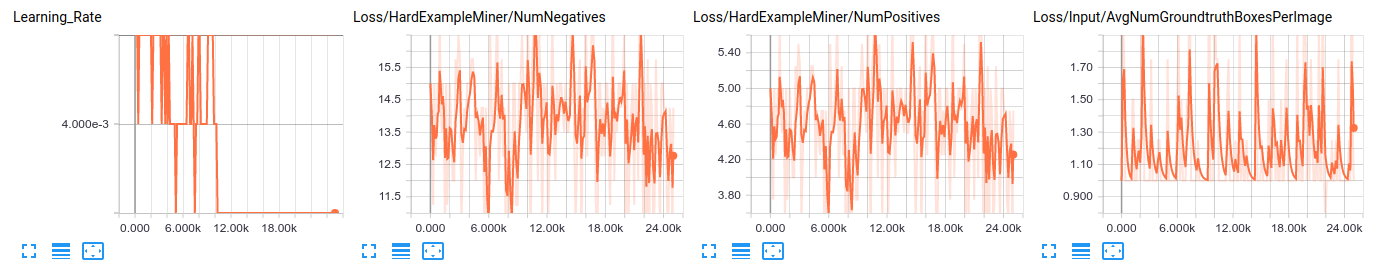 Learning_Rate
4.000e-3
0.000 6.000k 12.00k 18.00k
Loss/HardExampleMiner/NumNegatives
15.5
14.5
13.5
12.5
11.5
0.000 6.000k 12.00k 18.00k 24.00k
Loss/HardExampleMiner/NumPositives
5.40
5.00
4.60
4.20
3.80
0.000 6.000k 12.00k 18.00k 24.00k
Loss/Input/AvgNumGroundtruthBoxesPerImage
1.70
1.50
1.30
1.10
0.900
0.000 6.000k 12.00k 18.00k 24.00k